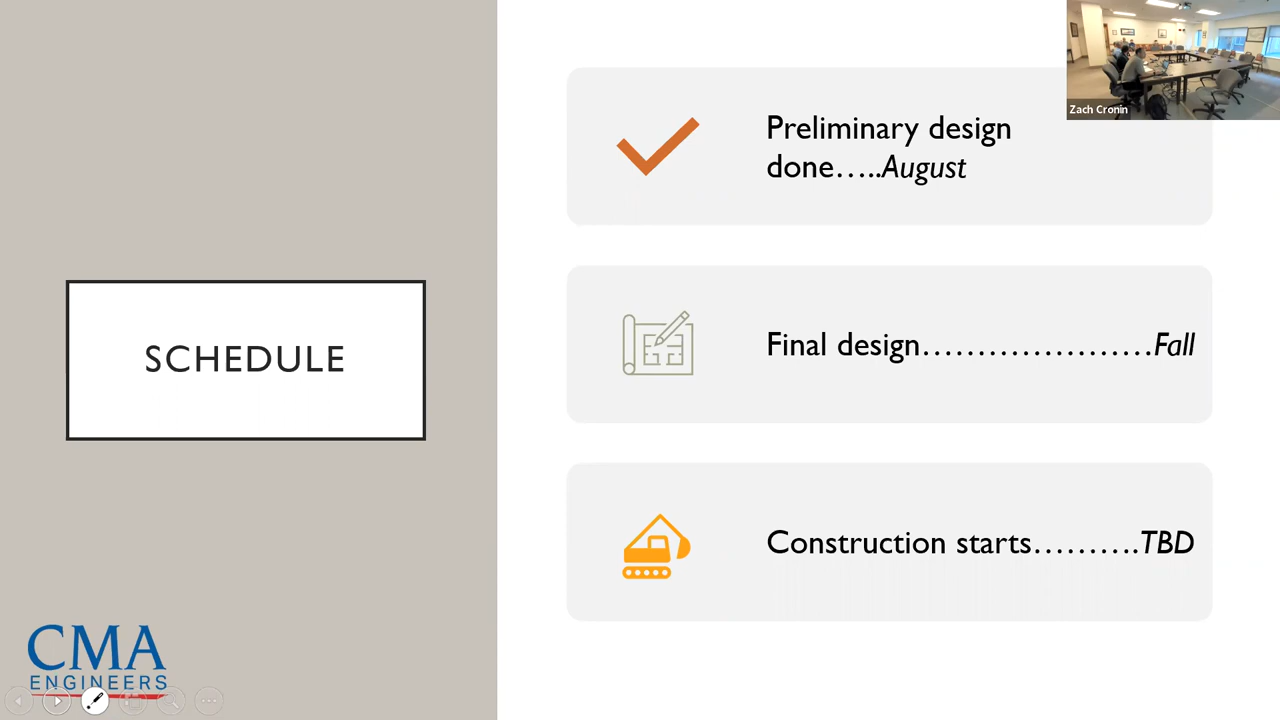 Zach Cronin
Preliminary design
done…..August
SCHEDULE
Final design…………………..Fall
Construction starts……….TBD
CMA
ENGINEERS